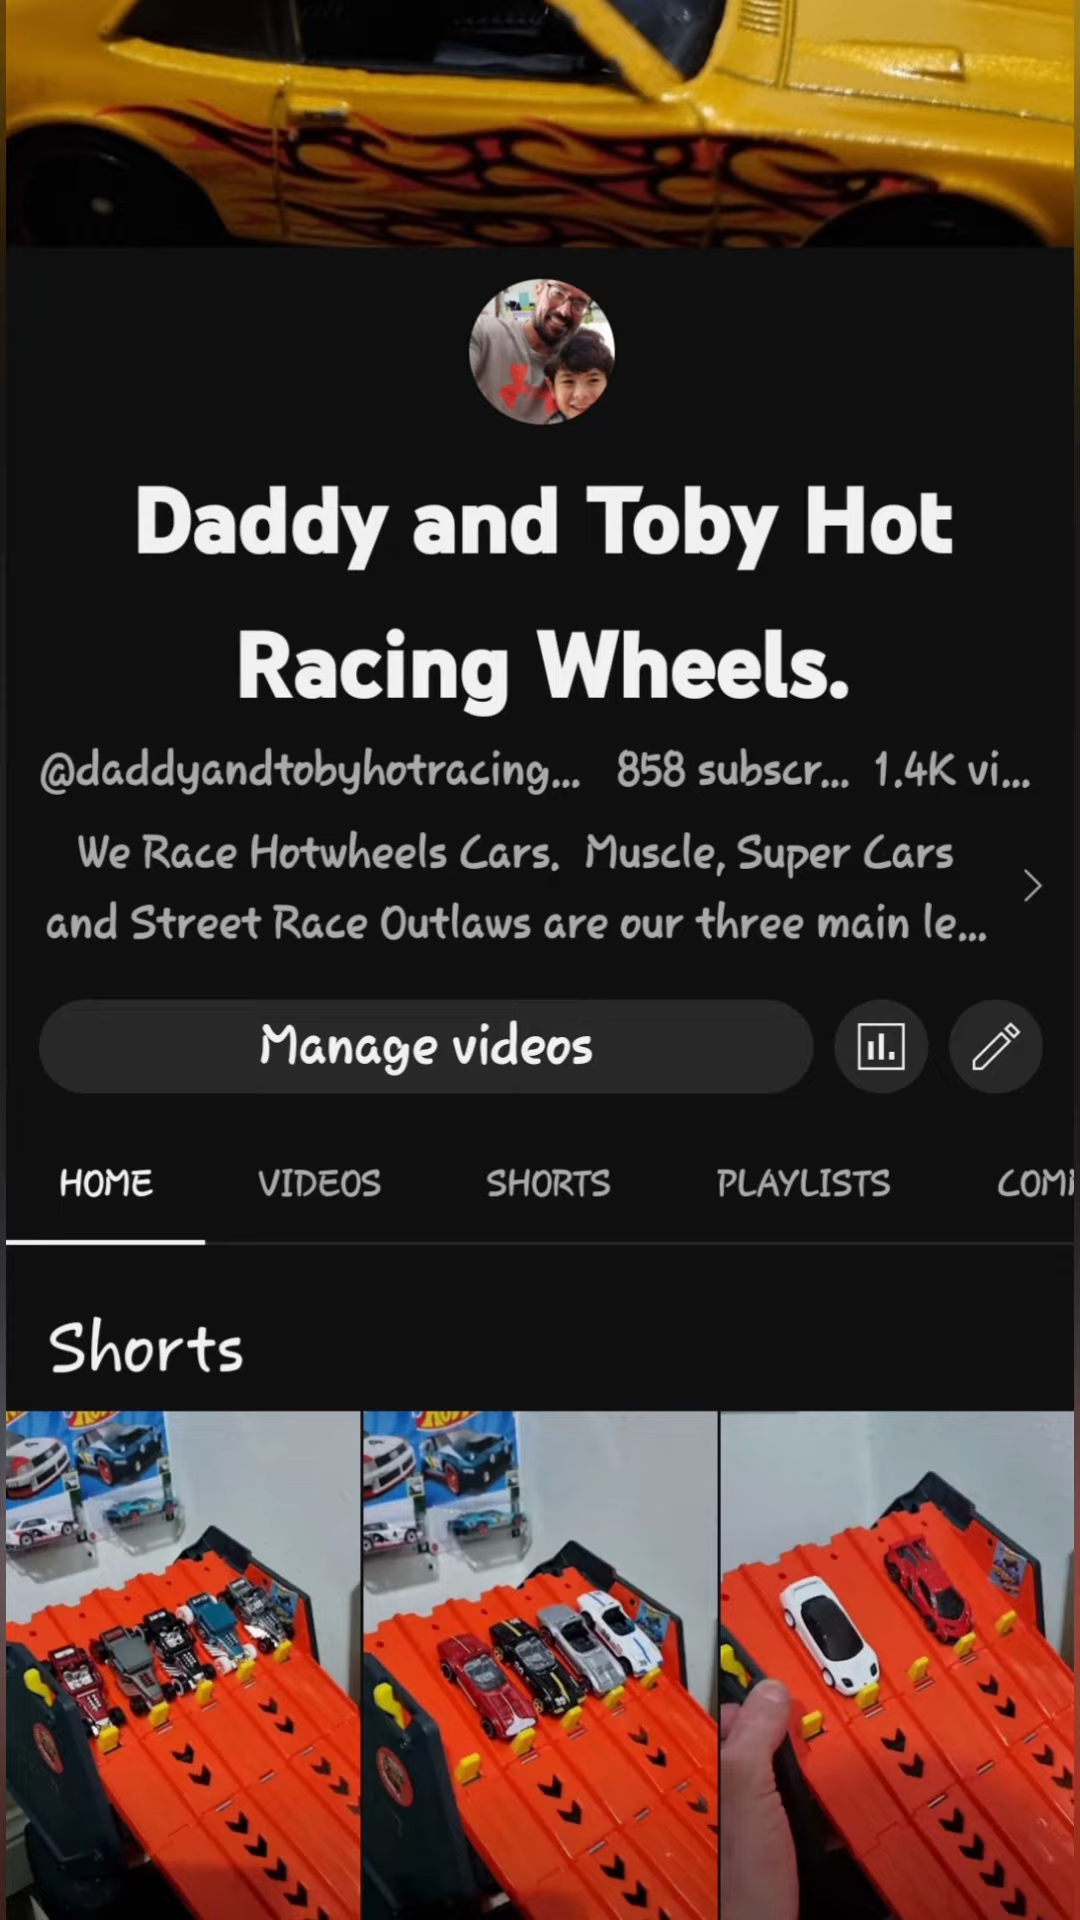 Daddy and Toby Hot
Racing Wheels.
@daddyandtobyhotracing... 858 subscr... 1.4K vi...
We Race Hotwheels Cars. Muscle, Super Cars
and Street Race Outlaws are our three main le...
Manage videos
HOME VIDEOS SHORTS PLAYLISTS COM
Shorts